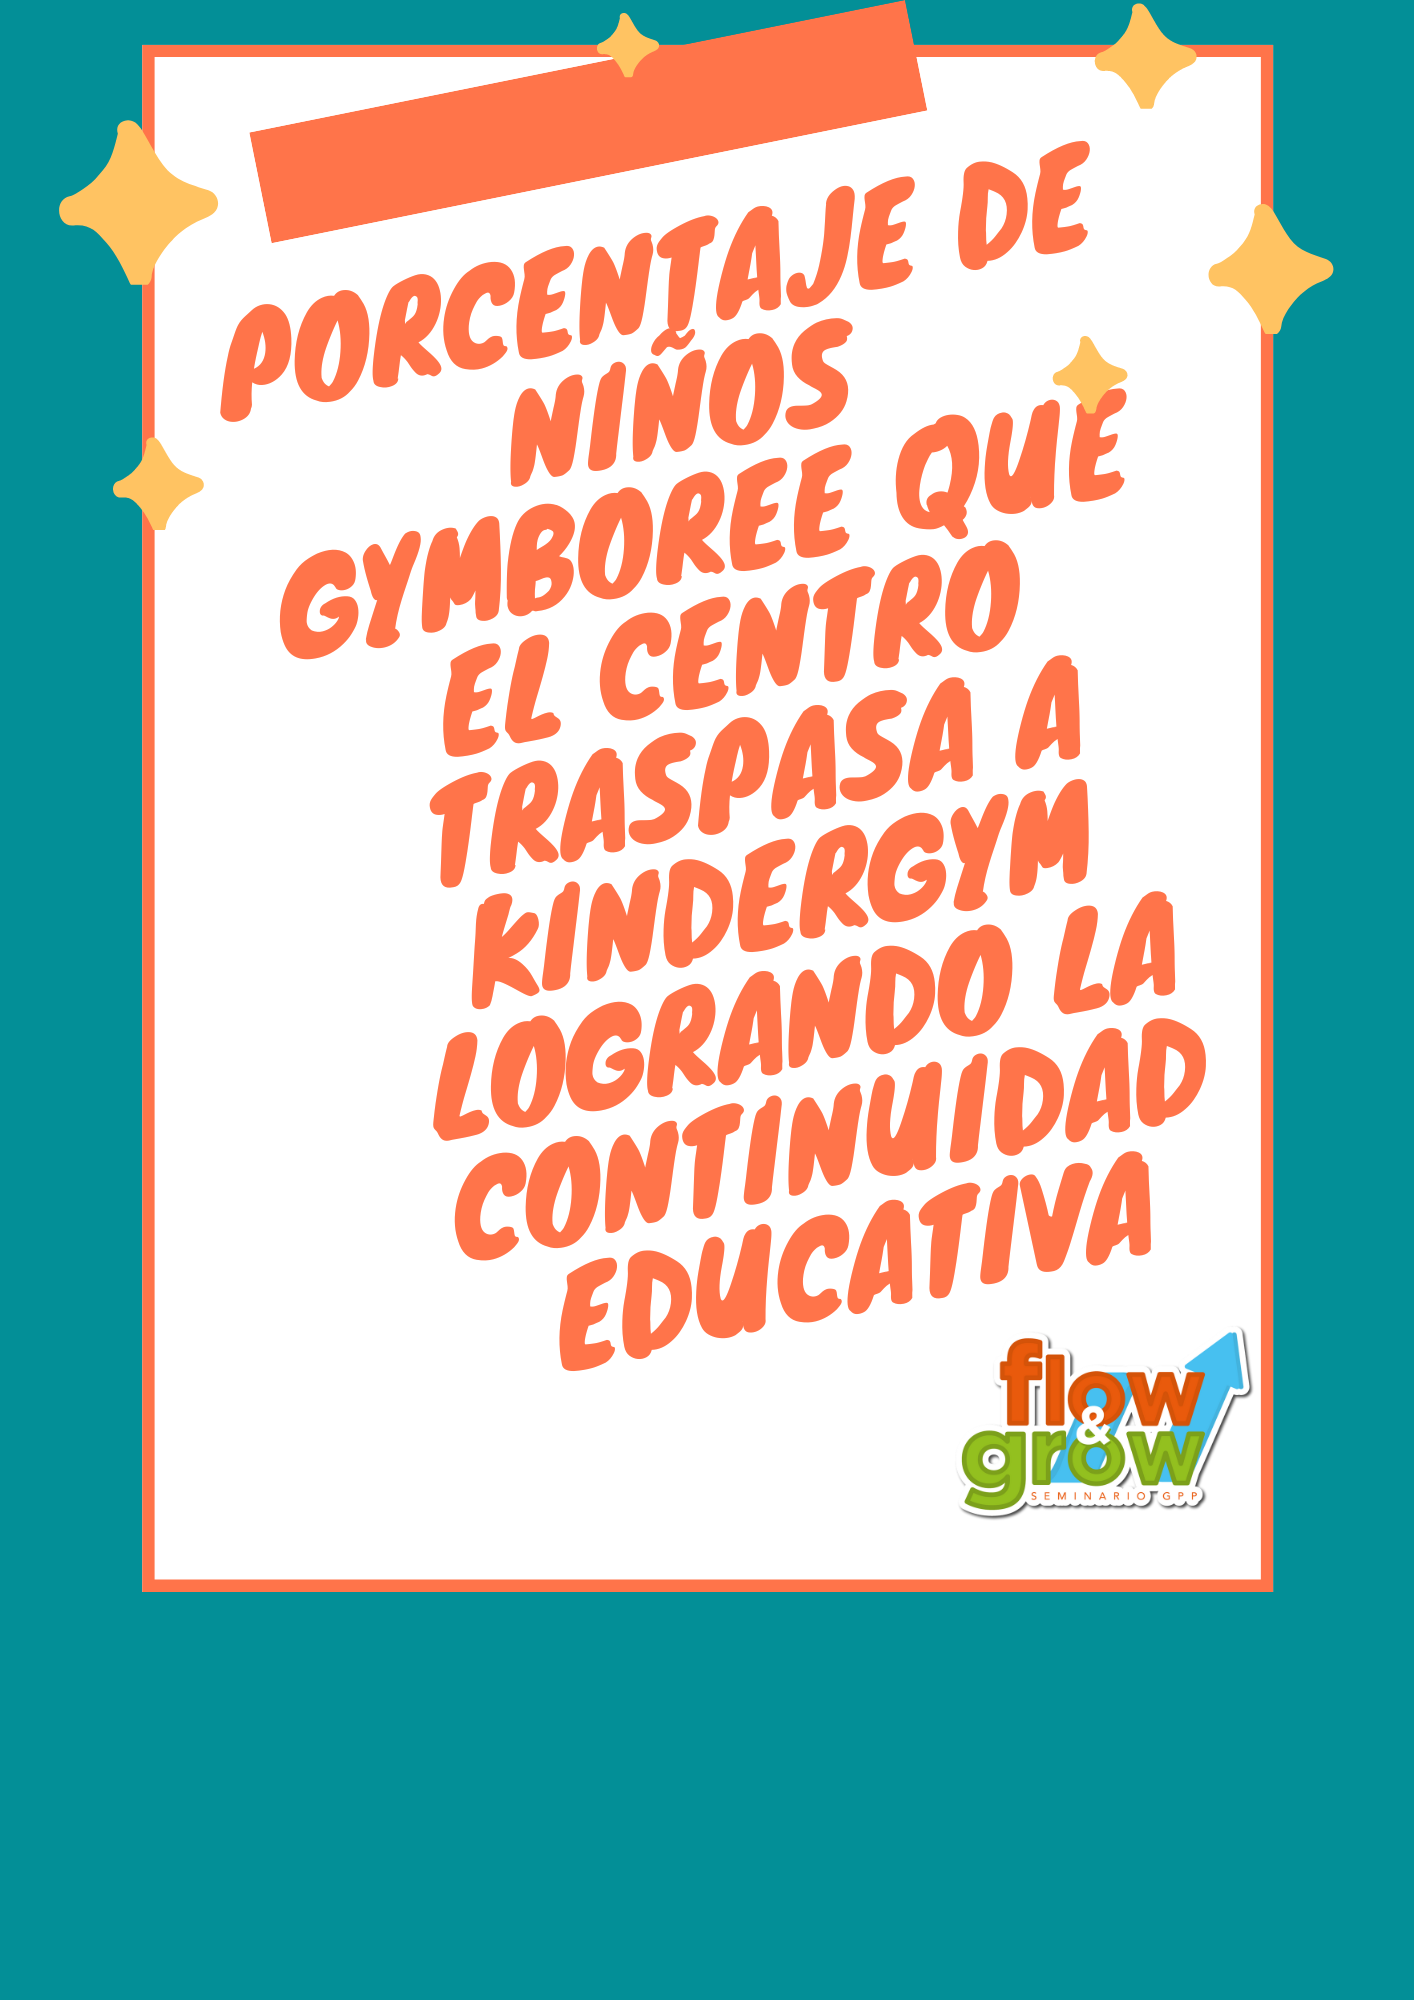 PORCENTAJE DE
NIÑOS
GYMBOREE QUE
EL CENTRO
TRASPASA A
KINDERGYM
LOGRANDO LA
CONTINUIDAD
EDUCATIVA
flow
&
grow
SEMINARIO GPP